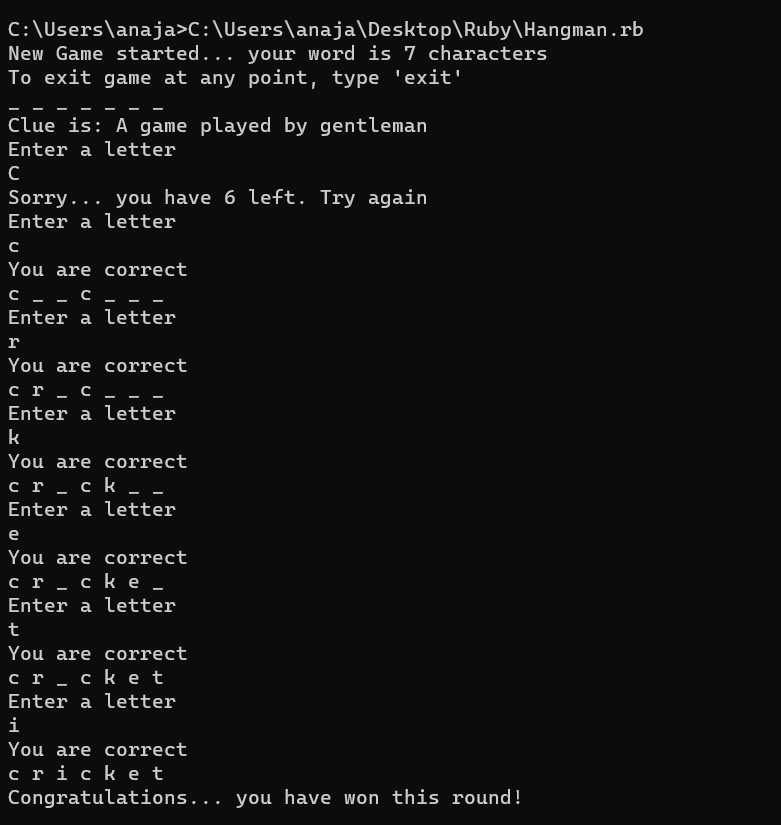 C:\Users\anaja>C:\Users\anaja\Desktop\Ruby\Hangman.rb
New Game started... your word is 7 characters
To exit game at any point, type 'exit'
_ _ _ _ _ _ _
Clue is: A game played by gentleman
Enter a letter
C
Sorry... you have 6 left. Try again
Enter a letter
c
You are correct
c _ _ c _ _ _
Enter a letter
r
You are correct
c r _ c _ _ _
Enter a letter
k
You are correct
c r _ c k _ _
Enter a letter
e
You are correct
c r _ c k e _
Enter a letter
t
You are correct
c r _ c k e t
Enter a letter
i
You are correct
c r i c k e t
Congratulations... you have won this round!